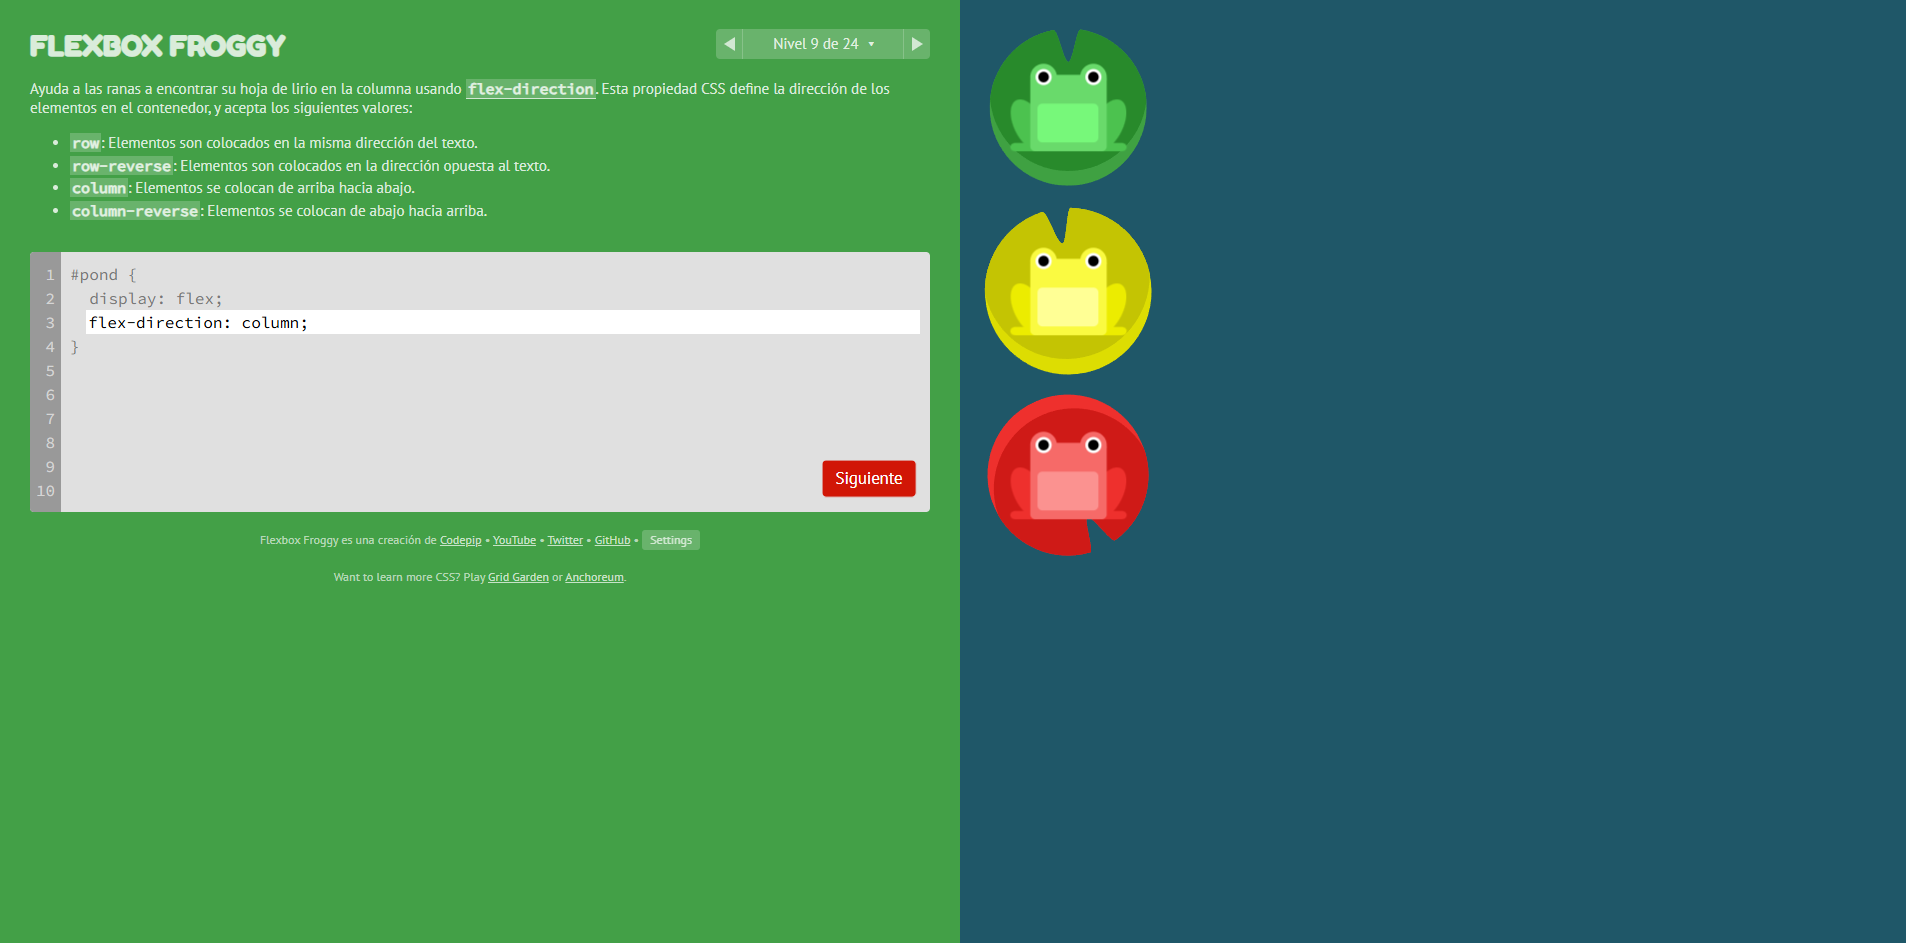 FLEXBOX FROGGY
Nivel 9 de 24
Ayuda a las ranas a encontrar su hoja de lirio en la columna usando flex-direction. Esta propiedad CSS define la dirección de los
elementos en el contenedor, y acepta los siguientes valores:
• row: Elementos son colocados en la misma dirección del texto.
• row-reverse: Elementos son colocados en la dirección opuesta al texto.
• column: Elementos se colocan de arriba hacia abajo.
• column-reverse: Elementos se colocan de abajo hacia arriba.
1 #pond {
2 display: flex;
3 flex-direction: column;
4 }
5
6
7
8
9
10
Siguiente
Flexbox Froggy es una creación de Codepip • YouTube • Twitter • GitHub • Settings
Want to learn more CSS? Play Grid Garden or Anchoreum.